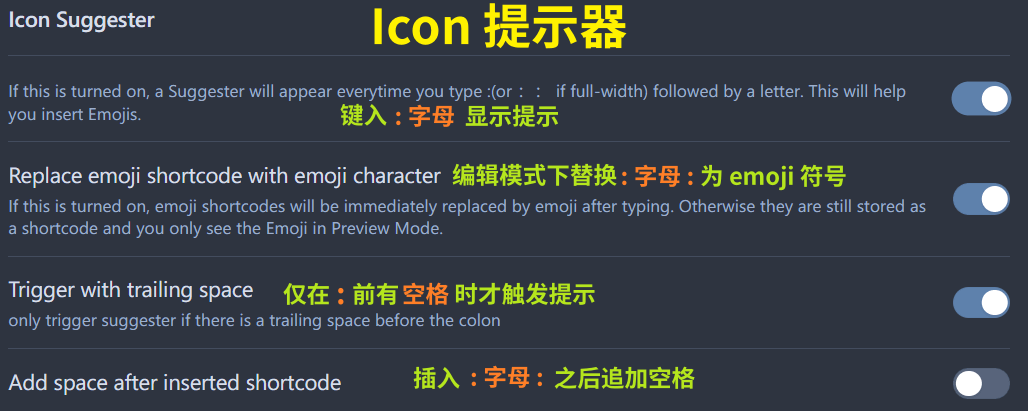 Icon Suggester
Icon 提示器
If this is turned on, a Suggester will appear everytime you type :(or ： ： if full-width) followed by a letter. This will help
you insert Emojis.
键入 : 字母 显示提示
Replace emoji shortcode with emoji character
编辑模式下替换 : 字母 : 为 emoji 符号
If this is turned on, emoji shortcodes will be immediately replaced by emoji after typing. Otherwise they are still stored as
a shortcode and you only see the Emoji in Preview Mode.
Trigger with trailing space
仅在 : 前有 空格 时才触发提示
only trigger suggester if there is a trailing space before the colon
Add space after inserted shortcode
插入 : 字母 : 之后追加空格